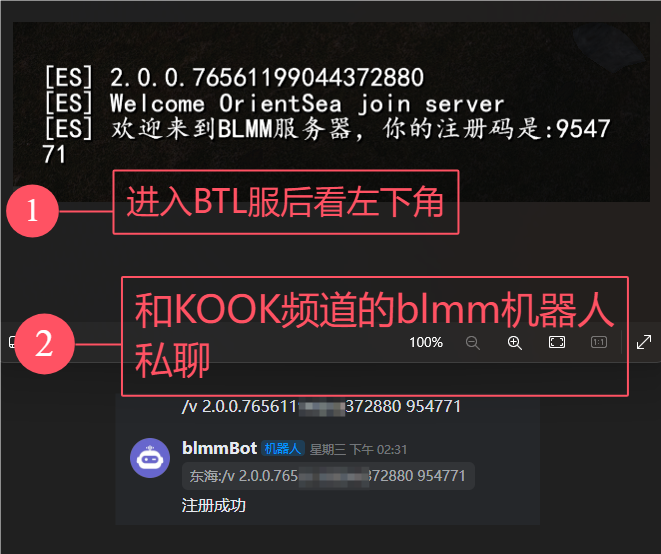 [ES] 2.0.0.76561199044372880
[ES] Welcome OrientSea join server
[ES] 欢迎来到BLMM服务器，你的注册码是:9547
71
1
进入BTL服后看左下角
2
和KOOK频道的blmm机器人
私聊
100%
1:1
/v 2.0.0.765611 372880 954771
blmmBot 机器人 星期三 下午 02:31
东海:/v 2.0.0.765 372880 954771
注册成功